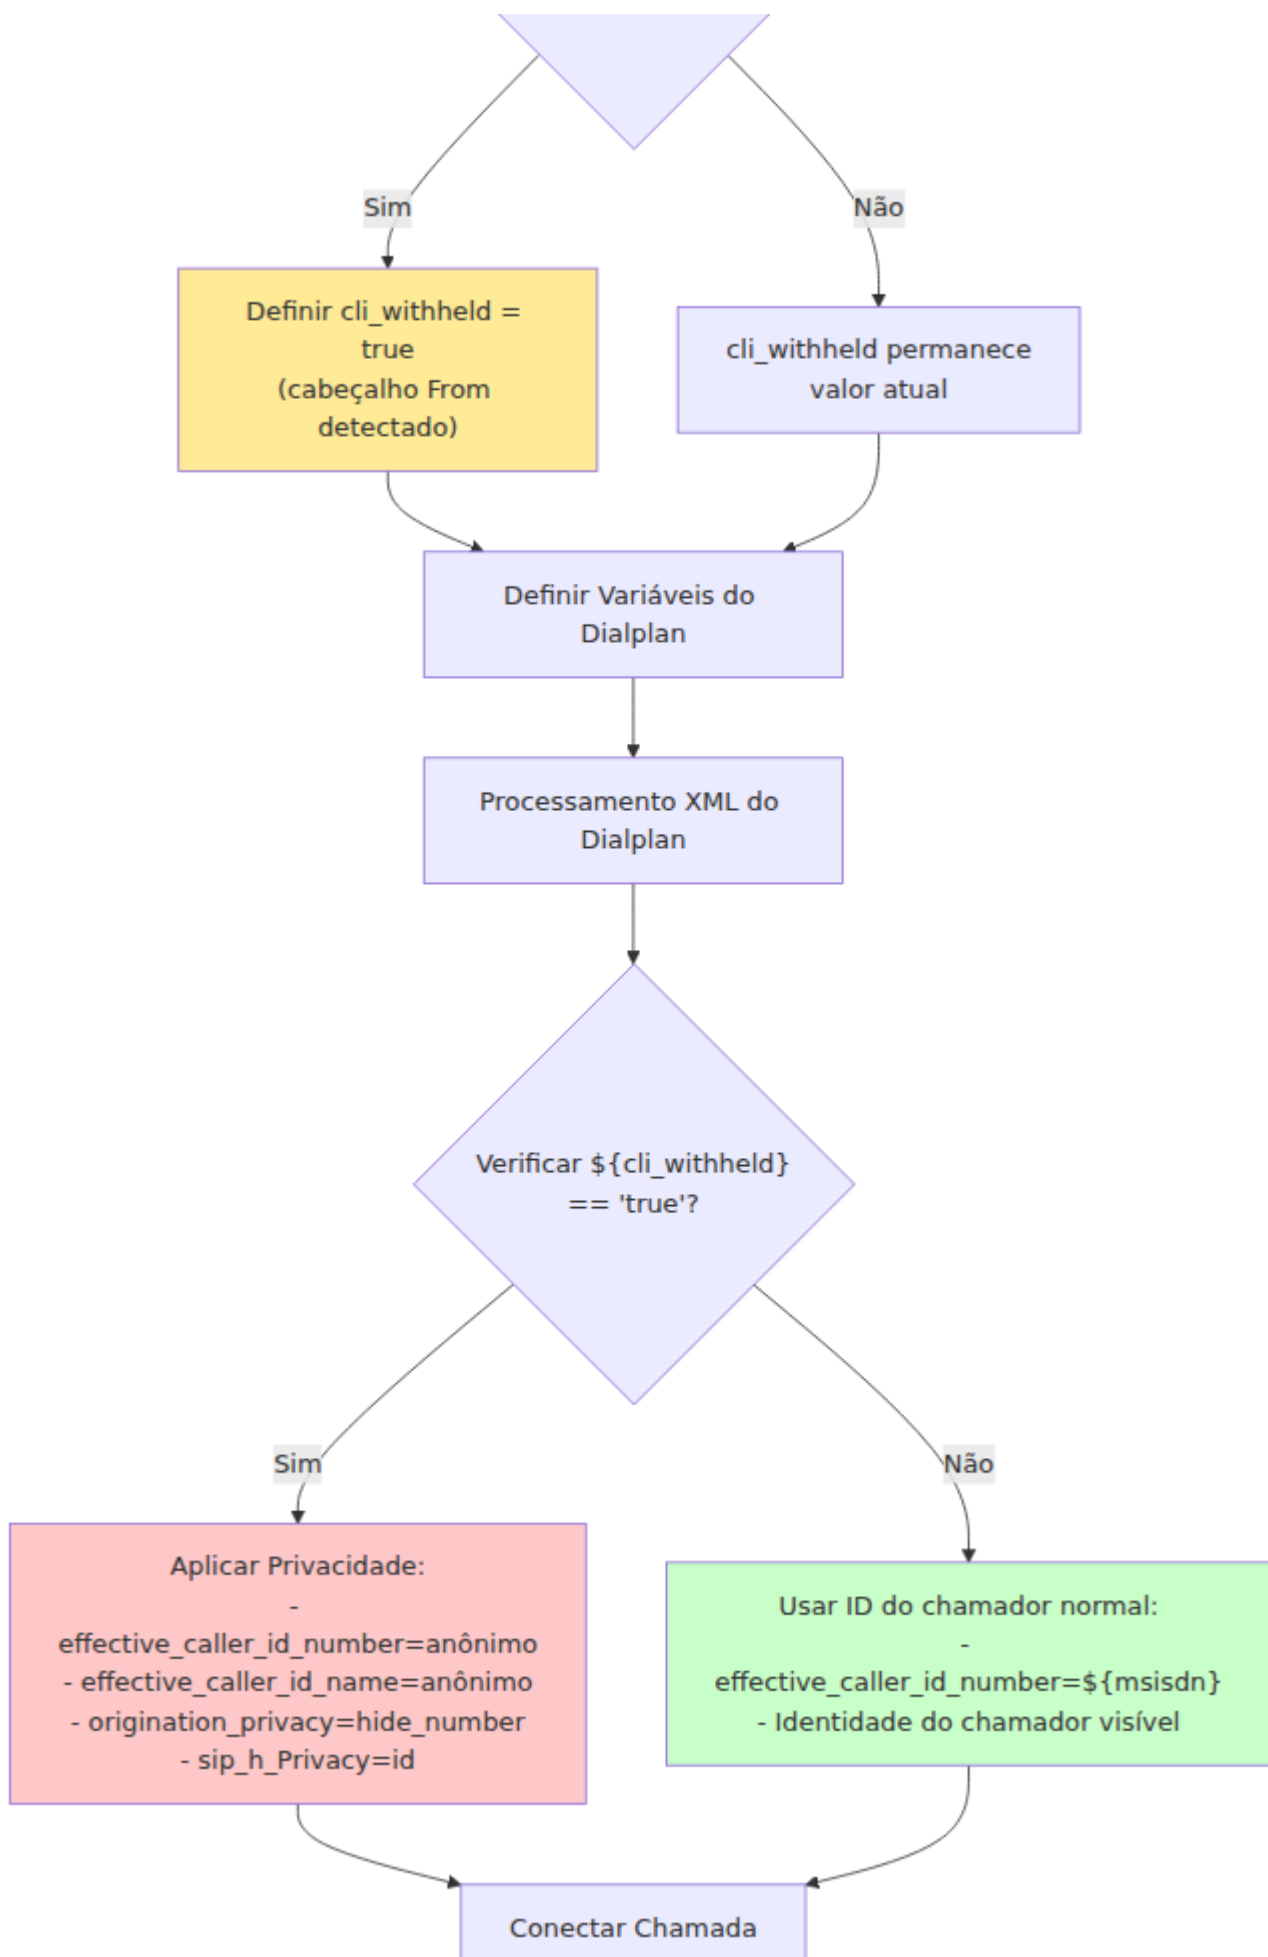 Sim
Não
Definir cli_withheld =
true
(cabeçalho From
detectado)
cli_withheld permanece
valor atual
Definir Variáveis do
Dialplan
Processamento XML do
Dialplan
Verificar ${cli_withheld}
== 'true'?
Sim
Não
Aplicar Privacidade:
-
effective_caller_id_number=anônimo
- effective_caller_id_name=anônimo
- origination_privacy=hide_number
- sip_h_Privacy=id
Usar ID do chamador normal:
-
effective_caller_id_number=${msisdn}
- Identidade do chamador visível
Conectar Chamada